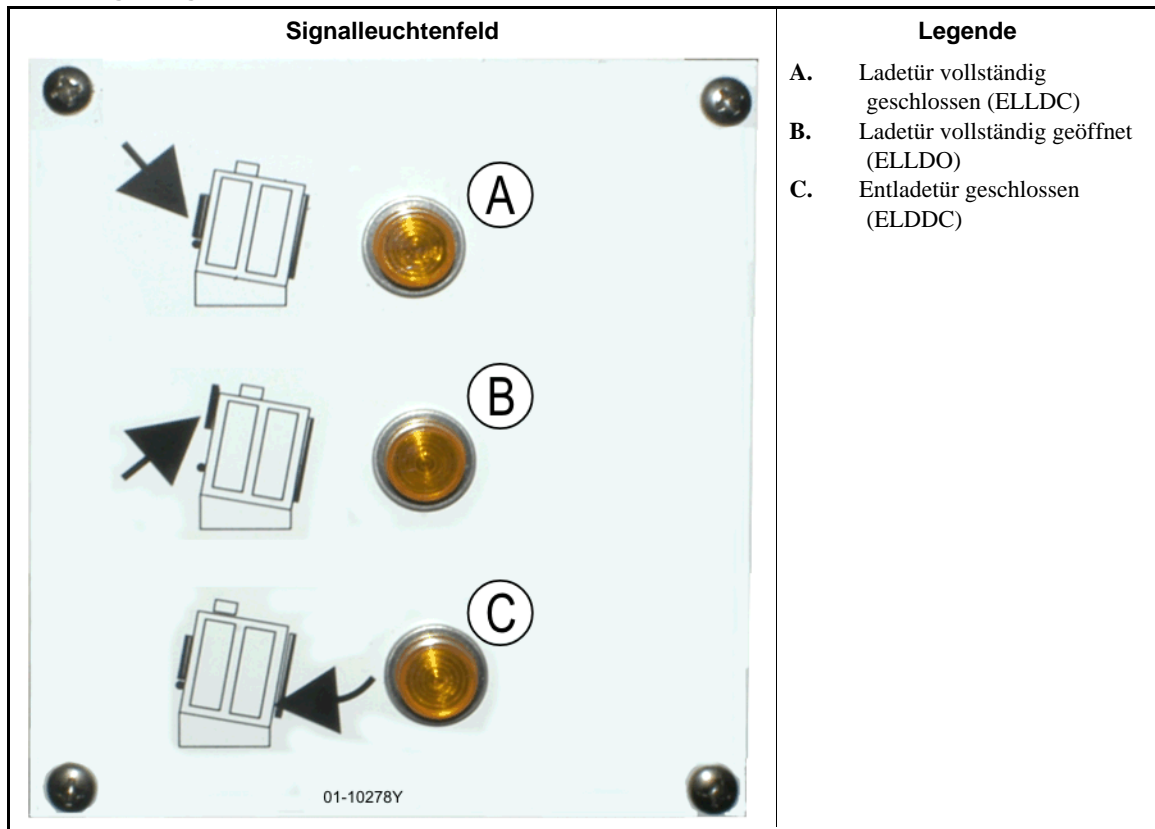 Signalleuchtenfeld
A
B
C
01-10278Y
Legende
A. Ladetür vollständig
geschlossen (ELLDC)
B. Ladetür vollständig geöffnet
(ELLDO)
C. Entladetür geschlossen
(ELDDC)